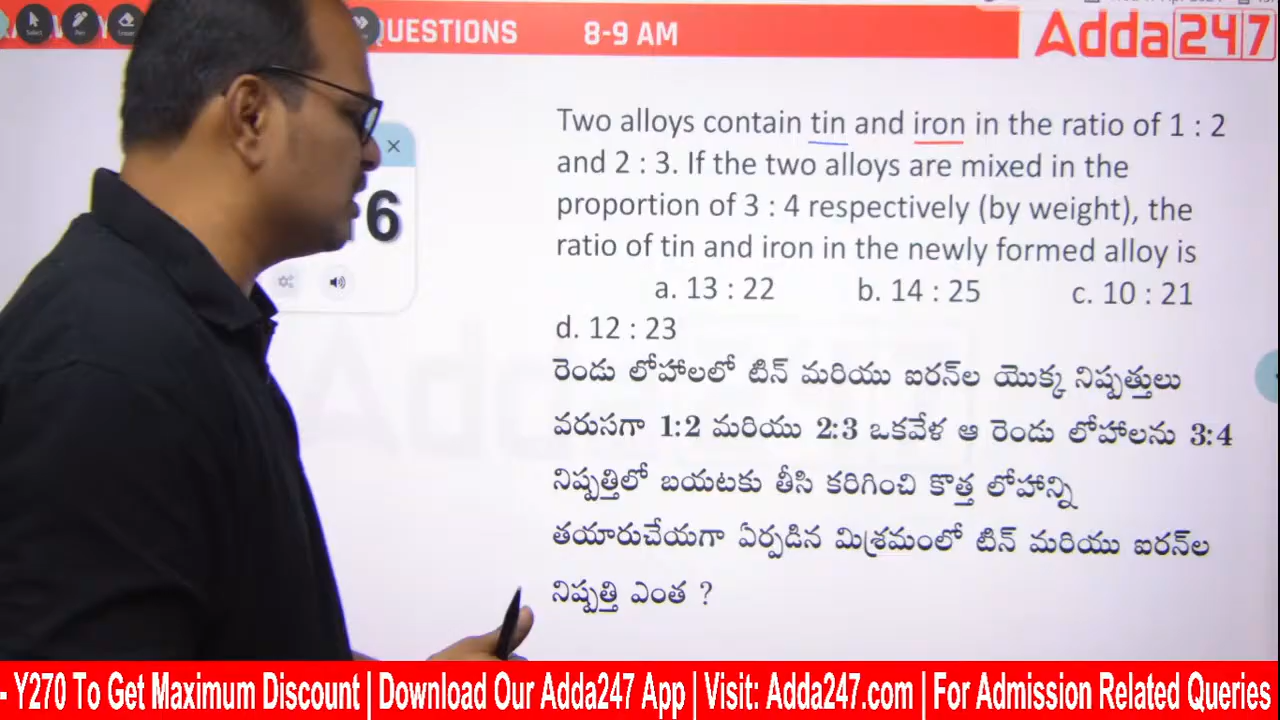 QUESTIONS 8-9 AM
Adda247
Select Pen Eraser
6
Two alloys contain tin and iron in the ratio of 1 : 2
and 2 : 3. If the two alloys are mixed in the
proportion of 3 : 4 respectively (by weight), the
ratio of tin and iron in the newly formed alloy is
a. 13 : 22 b. 14 : 25 c. 10 : 21
d. 12 : 23
రెండు లోహాలలో టిన్ మరియు ఐరన్‌ల యొక్క నిష్పత్తులు
వరుసగా 1:2 మరియు 2:3 ఒకవేళ ఆ రెండు లోహాలను 3:4
నిష్పత్తిలో బయటకు తీసి కరిగించి కొత్త లోహాన్ని
తయారుచేయగా ఏర్పడిన మిశ్రమంలో టిన్ మరియు ఐరన్‌ల
నిష్పత్తి ఎంత ?
- Y270 To Get Maximum Discount | Download Our Adda247 App | Visit: Adda247.com | For Admission Related Queries